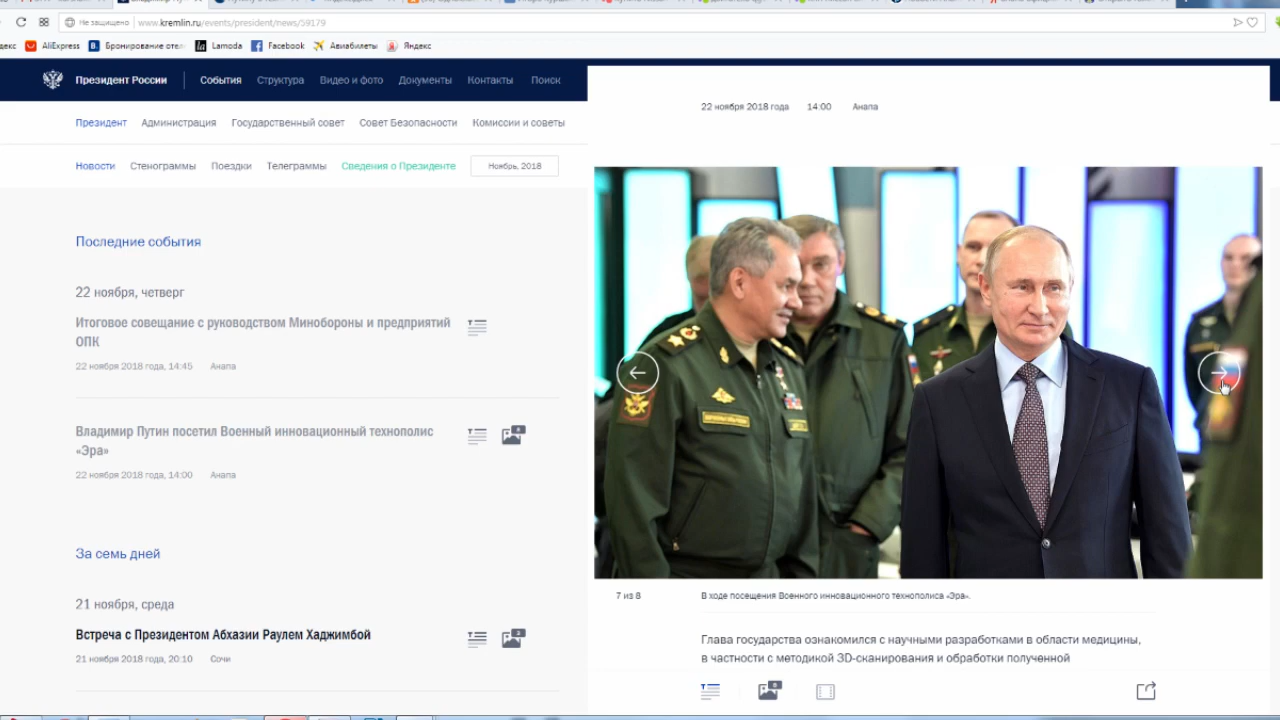 Не защищено www.kremlin.ru/events/president/news/59179
AliExpress Бронирование отел Lamoda Facebook Авиабилеты Яндекс
Президент России События Структура Видео и фото Документы Контакты Поиск
Президент Администрация Государственный совет Совет Безопасности Комиссии и советы
Новости Стенограммы Поездки Телеграммы Сведения о Президенте Ноябрь, 2018
Последние события
22 ноября, четверг
Итоговое совещание с руководством Минобороны и предприятий
ОПК
22 ноября 2018 года, 14:45 Анапа
Владимир Путин посетил Военный инновационный технополис
«Эра»
22 ноября 2018 года, 14:00 Анапа
За семь дней
21 ноября, среда
Встреча с Президентом Абхазии Раулем Хаджимбой
21 ноября 2018 года, 20:10 Сочи
22 ноября 2018 года 14:00 Анапа
7 из 8
В ходе посещения Военного инновационного технополиса «Эра».
Глава государства ознакомился с научными разработками в области медицины,
в частности с методикой 3D-сканирования и обработки полученной